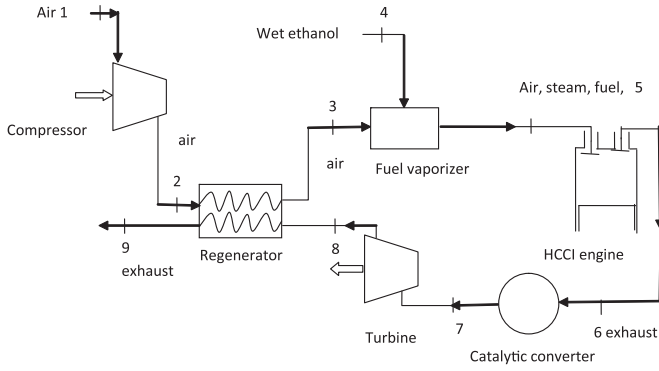 Air 1
4
Wet ethanol
Air, steam, fuel, 5
3
Compressor
air
air
Fuel vaporizer
2
9
exhaust
Regenerator
8
HCCI engine
Turbine
7
6 exhaust
Catalytic converter